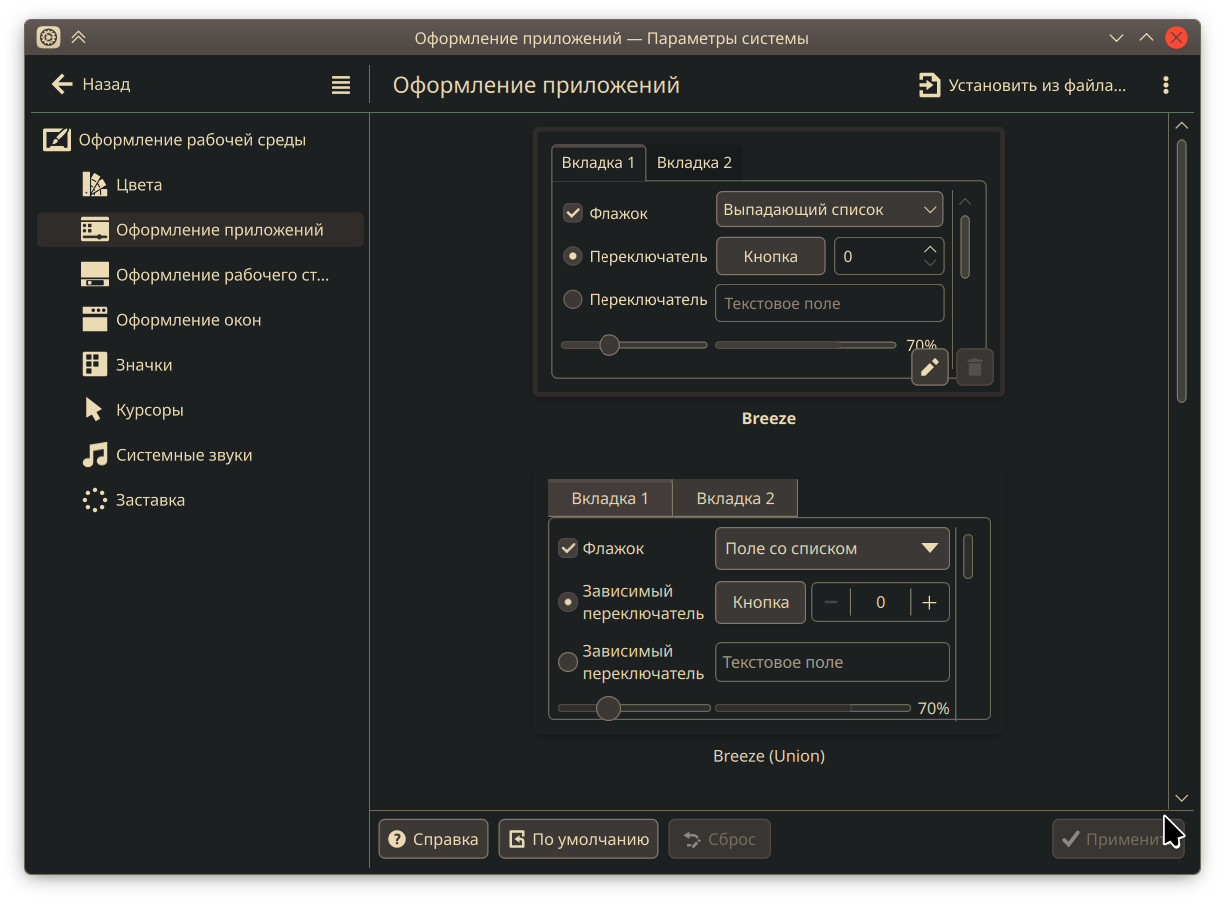 Оформление приложений — Параметры системы
Назад
Оформление приложений
Установить из файла...
Оформление рабочей среды
Цвета
Оформление приложений
Оформление рабочего ст...
Оформление окон
Значки
Курсоры
Системные звуки
Заставка
Вкладка 1 Вкладка 2
Флажок Выпадающий список
Переключатель Кнопка 0
Переключатель Текстовое поле
70%
Breeze
Вкладка 1 Вкладка 2
Флажок Поле со списком
Зависимый
переключатель Кнопка 0
Зависимый
переключатель Текстовое поле
70%
Breeze (Union)
Справка По умолчанию Сброс